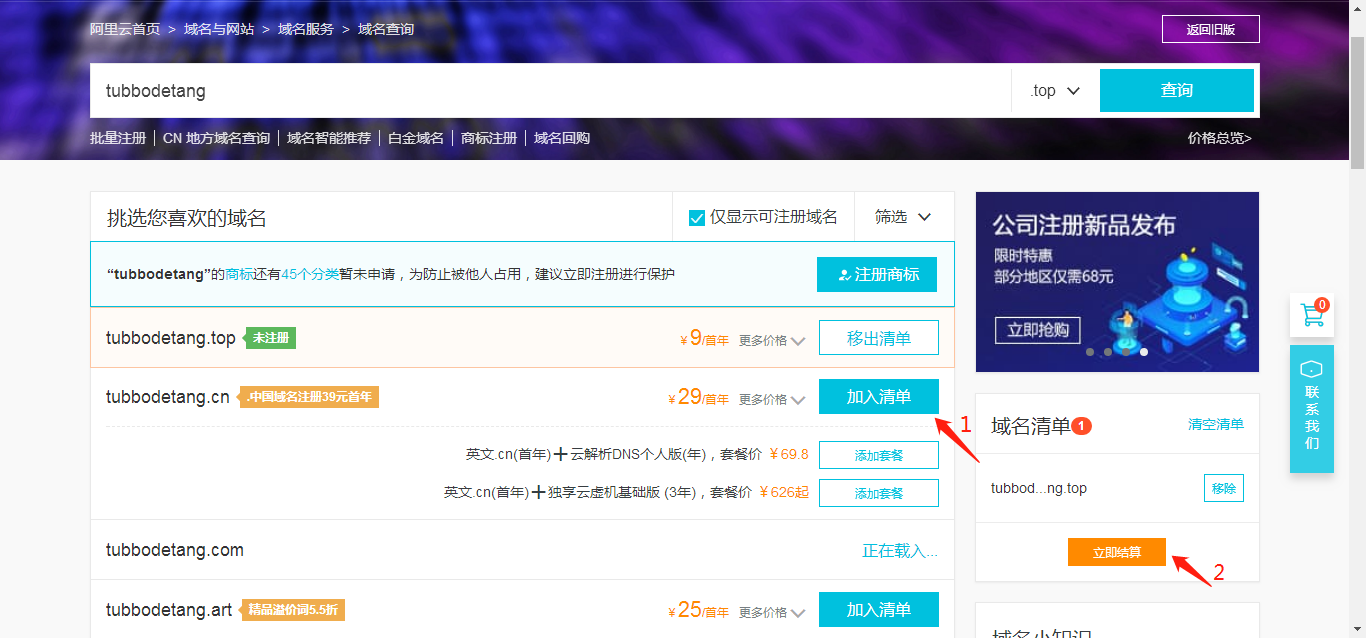 阿里云首页 > 域名与网站 > 域名服务 > 域名查询
返回旧版
tubbodetang
.top
查询
批量注册 | CN 地方域名查询 | 域名智能推荐 | 白金域名 | 商标注册 | 域名回购
价格总览>
挑选您喜欢的域名
仅显示可注册域名
筛选
“tubbodetang”的商标还有45个分类暂未申请，为防止被他人占用，建议立即注册进行保护
注册商标
tubbodetang.top 未注册 ¥9/首年 更多价格 移出清单
tubbodetang.cn .中国域名注册39元首年 ¥29/首年 更多价格 加入清单
1
英文.cn(首年)+云解析DNS个人版(年)，套餐价 ¥69.8 添加套餐
英文.cn(首年)+独享云虚机基础版 (3年)，套餐价 ¥626起 添加套餐
tubbodetang.com 正在载入...
tubbodetang.art 精品溢价词5.5折 ¥25/首年 更多价格 加入清单
公司注册新品发布
限时特惠
部分地区仅需68元
立即抢购
域名清单 1 清空清单
tubbod...ng.top 移除
立即结算
2
域名小知识
0
联系我们